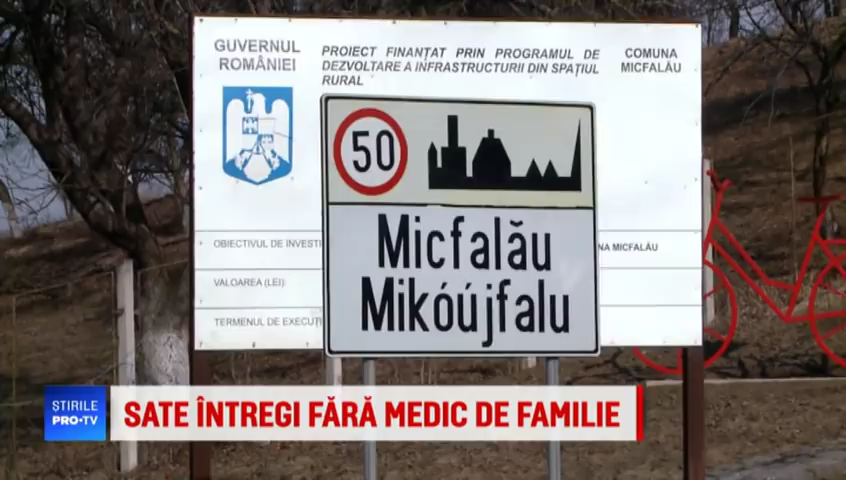 GUVERNUL
ROMÂNIEI
PROIECT FINANȚAT PRIN PROGRAMUL DE
DEZVOLTARE A INFRASTRUCTURII DIN SPAȚIUL
RURAL
COMUNA
MICFALĂU
50
Micfalău
Mikóújfalu
OBIECTIVUL DE INVESTI
NA MICFALĂU
VALOAREA (LEI):
TERMENUL DE EXECUȚI
ȘTIRILE
PRO•TV
SATE ÎNTREGI FĂRĂ MEDIC DE FAMILIE